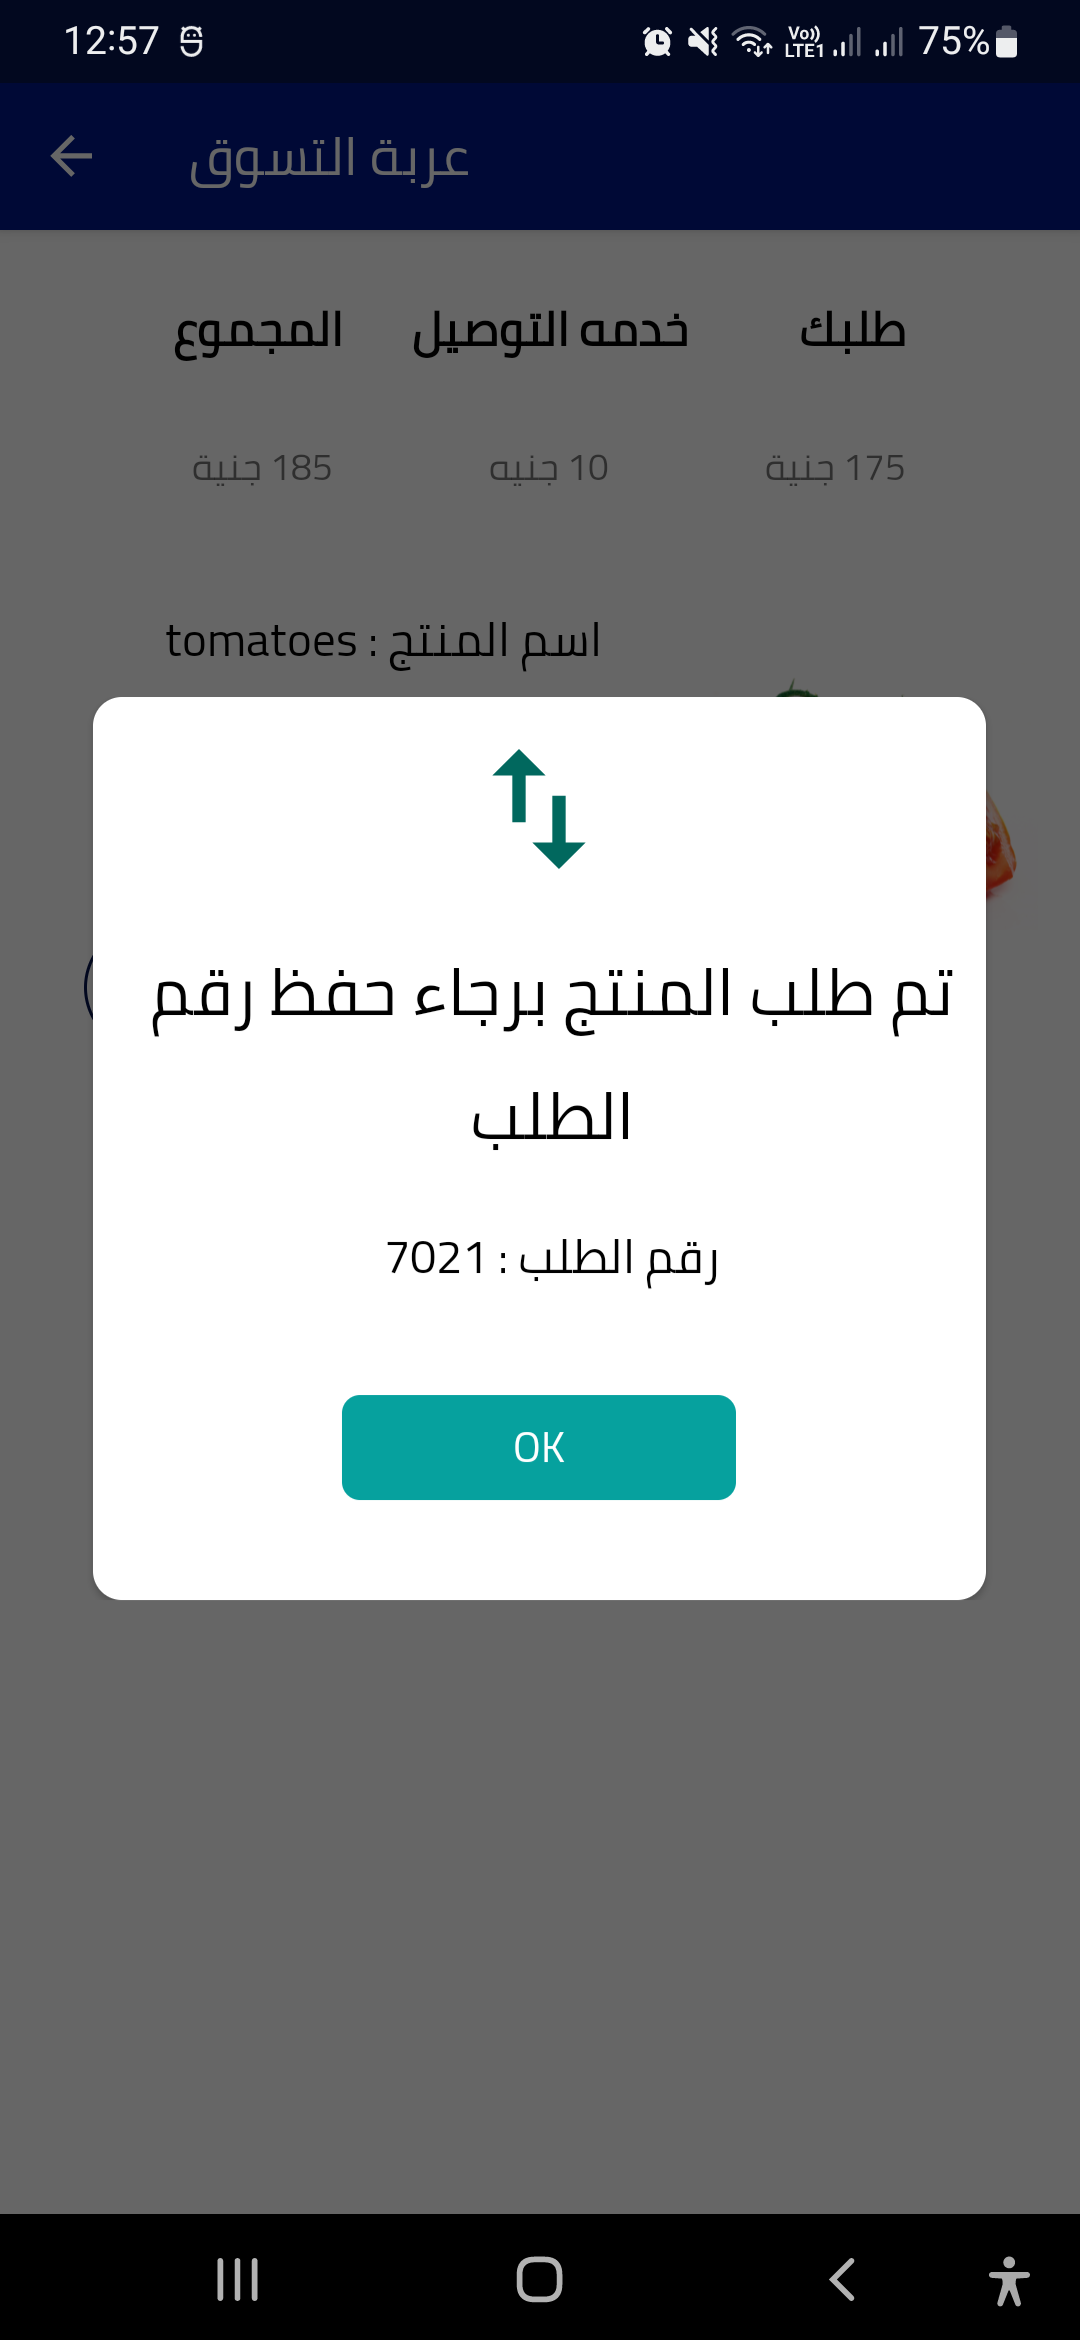 12:57
Vo)) LTE1 75%
عربة التسوق
طلبك خدمه التوصيل المجموع
175 جنية 10 جنيه 185 جنية
اسم المنتج : tomatoes
تم طلب المنتج برجاء حفظ رقم
الطلب
رقم الطلب : 7021
OK